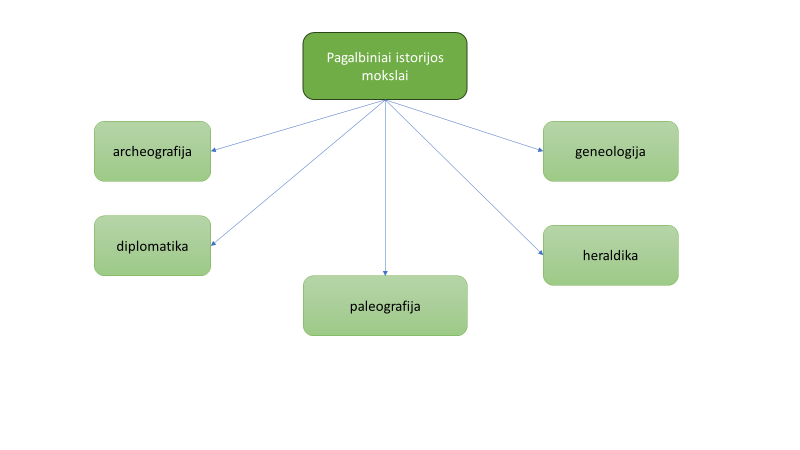 Pagalbiniai istorijos
mokslai
archeografija
geneologija
diplomatika
heraldika
paleografija